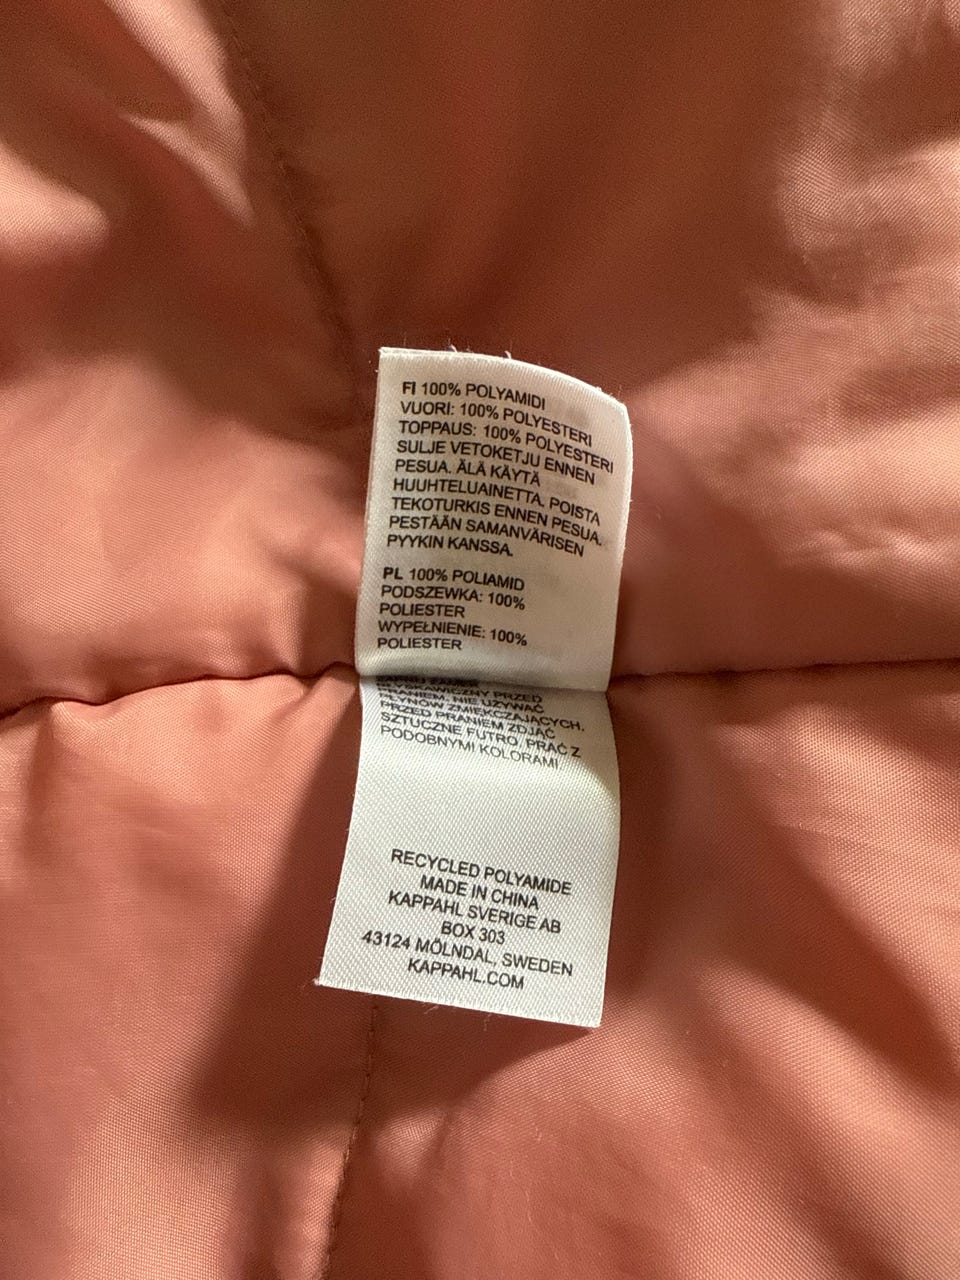 FI 100% POLYAMIDI
VUORI: 100% POLYESTERI
TOPPAUS: 100% POLYESTERI
SULJE VETOKETJU ENNEN
PESUA. ÄLÄ KÄYTÄ
HUUHTELUAINETTA. POISTA
TEKOTURKIS ENNEN PESUA.
PESTÄÄN SAMANVÄRISEN
PYYKIN KANSSA.
PL 100% POLIAMID
PODSZEWKA: 100%
POLIESTER
WYPEŁNIENIE: 100%
POLIESTER
PRZED
PRANIEM. NIE UŻYWAĆ
PŁYNÓW ZMIĘKCZAJĄCYCH.
PRZED PRANIEM ZDJĄĆ
SZTUCZNE FUTRO. PRAĆ Z
PODOBNYMI KOLORAMI.
RECYCLED POLYAMIDE
MADE IN CHINA
KAPPAHL SVERIGE AB
BOX 303
43124 MÖLNDAL, SWEDEN
KAPPAHL.COM